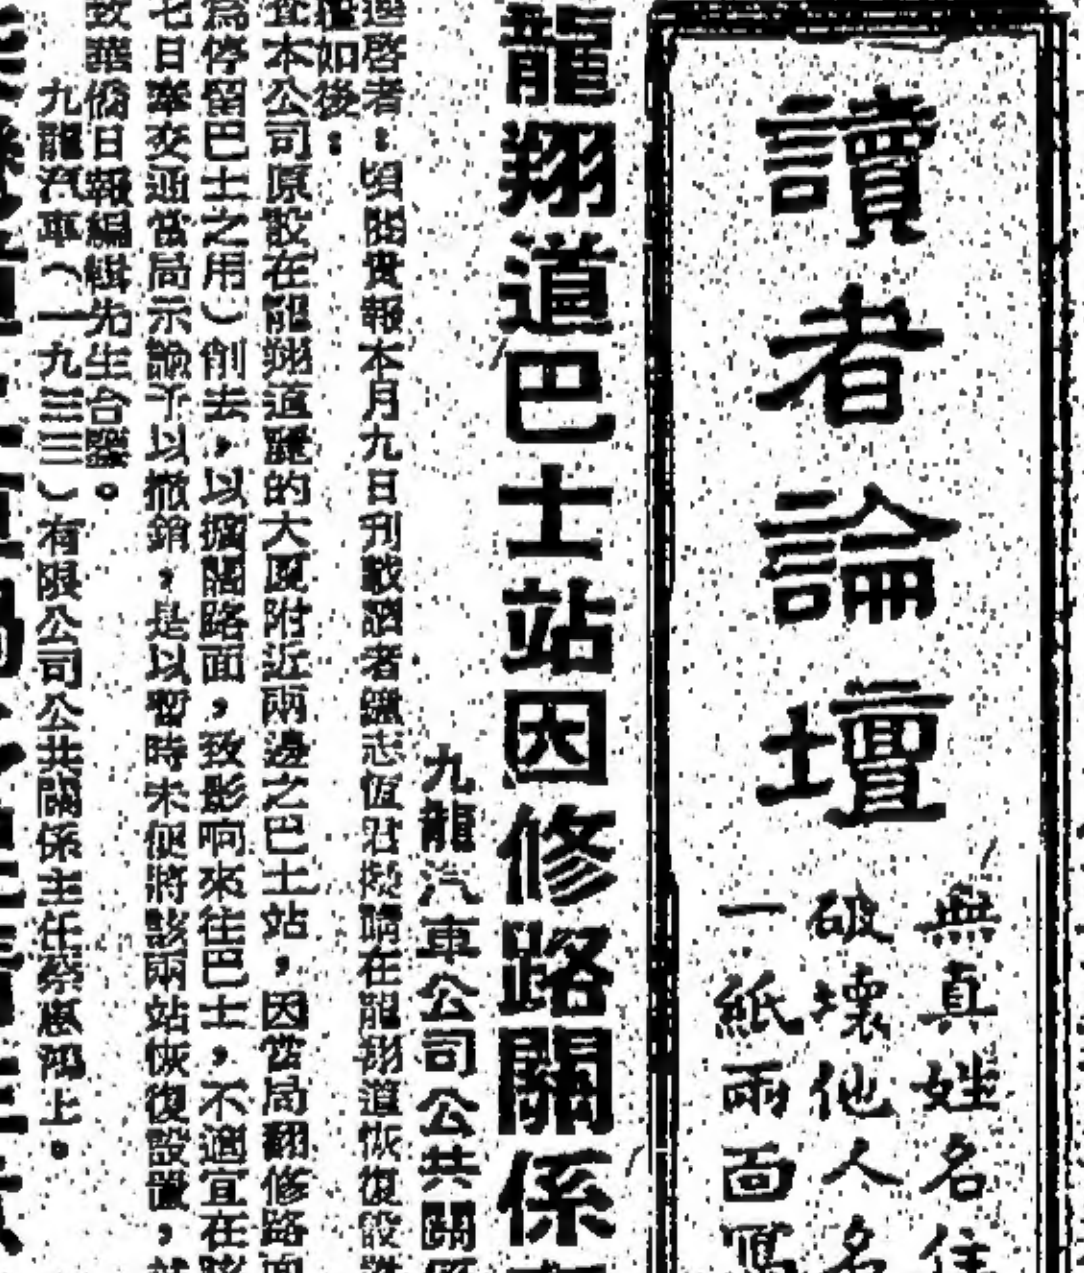 讀者論壇
無真姓名住
破壞他人名
一紙兩面寫
龍翔道巴士站因修路關係
九龍汽車公司公共關係
逕啓者：頃閱貴報本月九日刊載讀者 志恆君擬請在龍翔道恢復設
如後：
查本公司原設在龍翔道麗的大厦附近兩邊之巴士站，因當局翻修路面
為停留巴士之用）削去，以擴闊路面，致影响來往巴士，不適宜在
七日奉交通當局示諭予以撤銷，是以暫時未便將該兩站恢復設置，
致華僑日報編輯先生台鑒。
九龍汽車（一九三三）有限公司公共關係主任蔡惠鴻上。